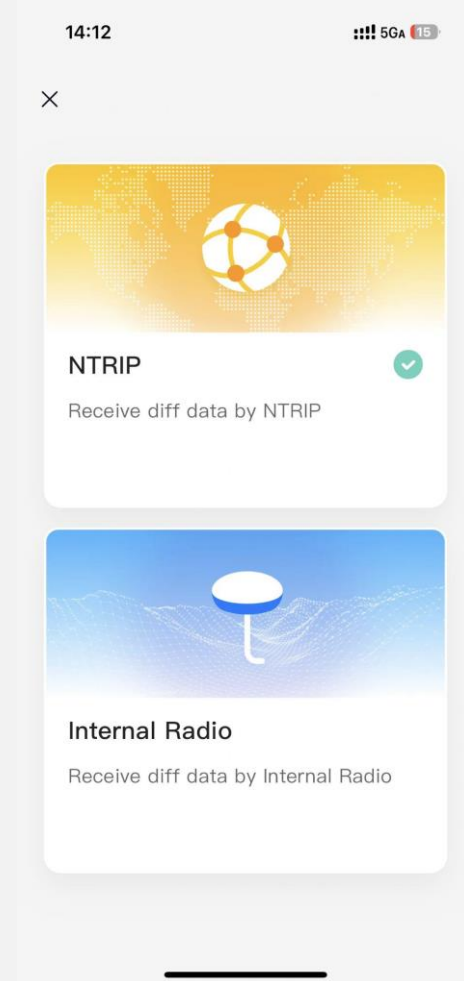 14:12
5GA 15
NTRIP
Receive diff data by NTRIP
Internal Radio
Receive diff data by Internal Radio